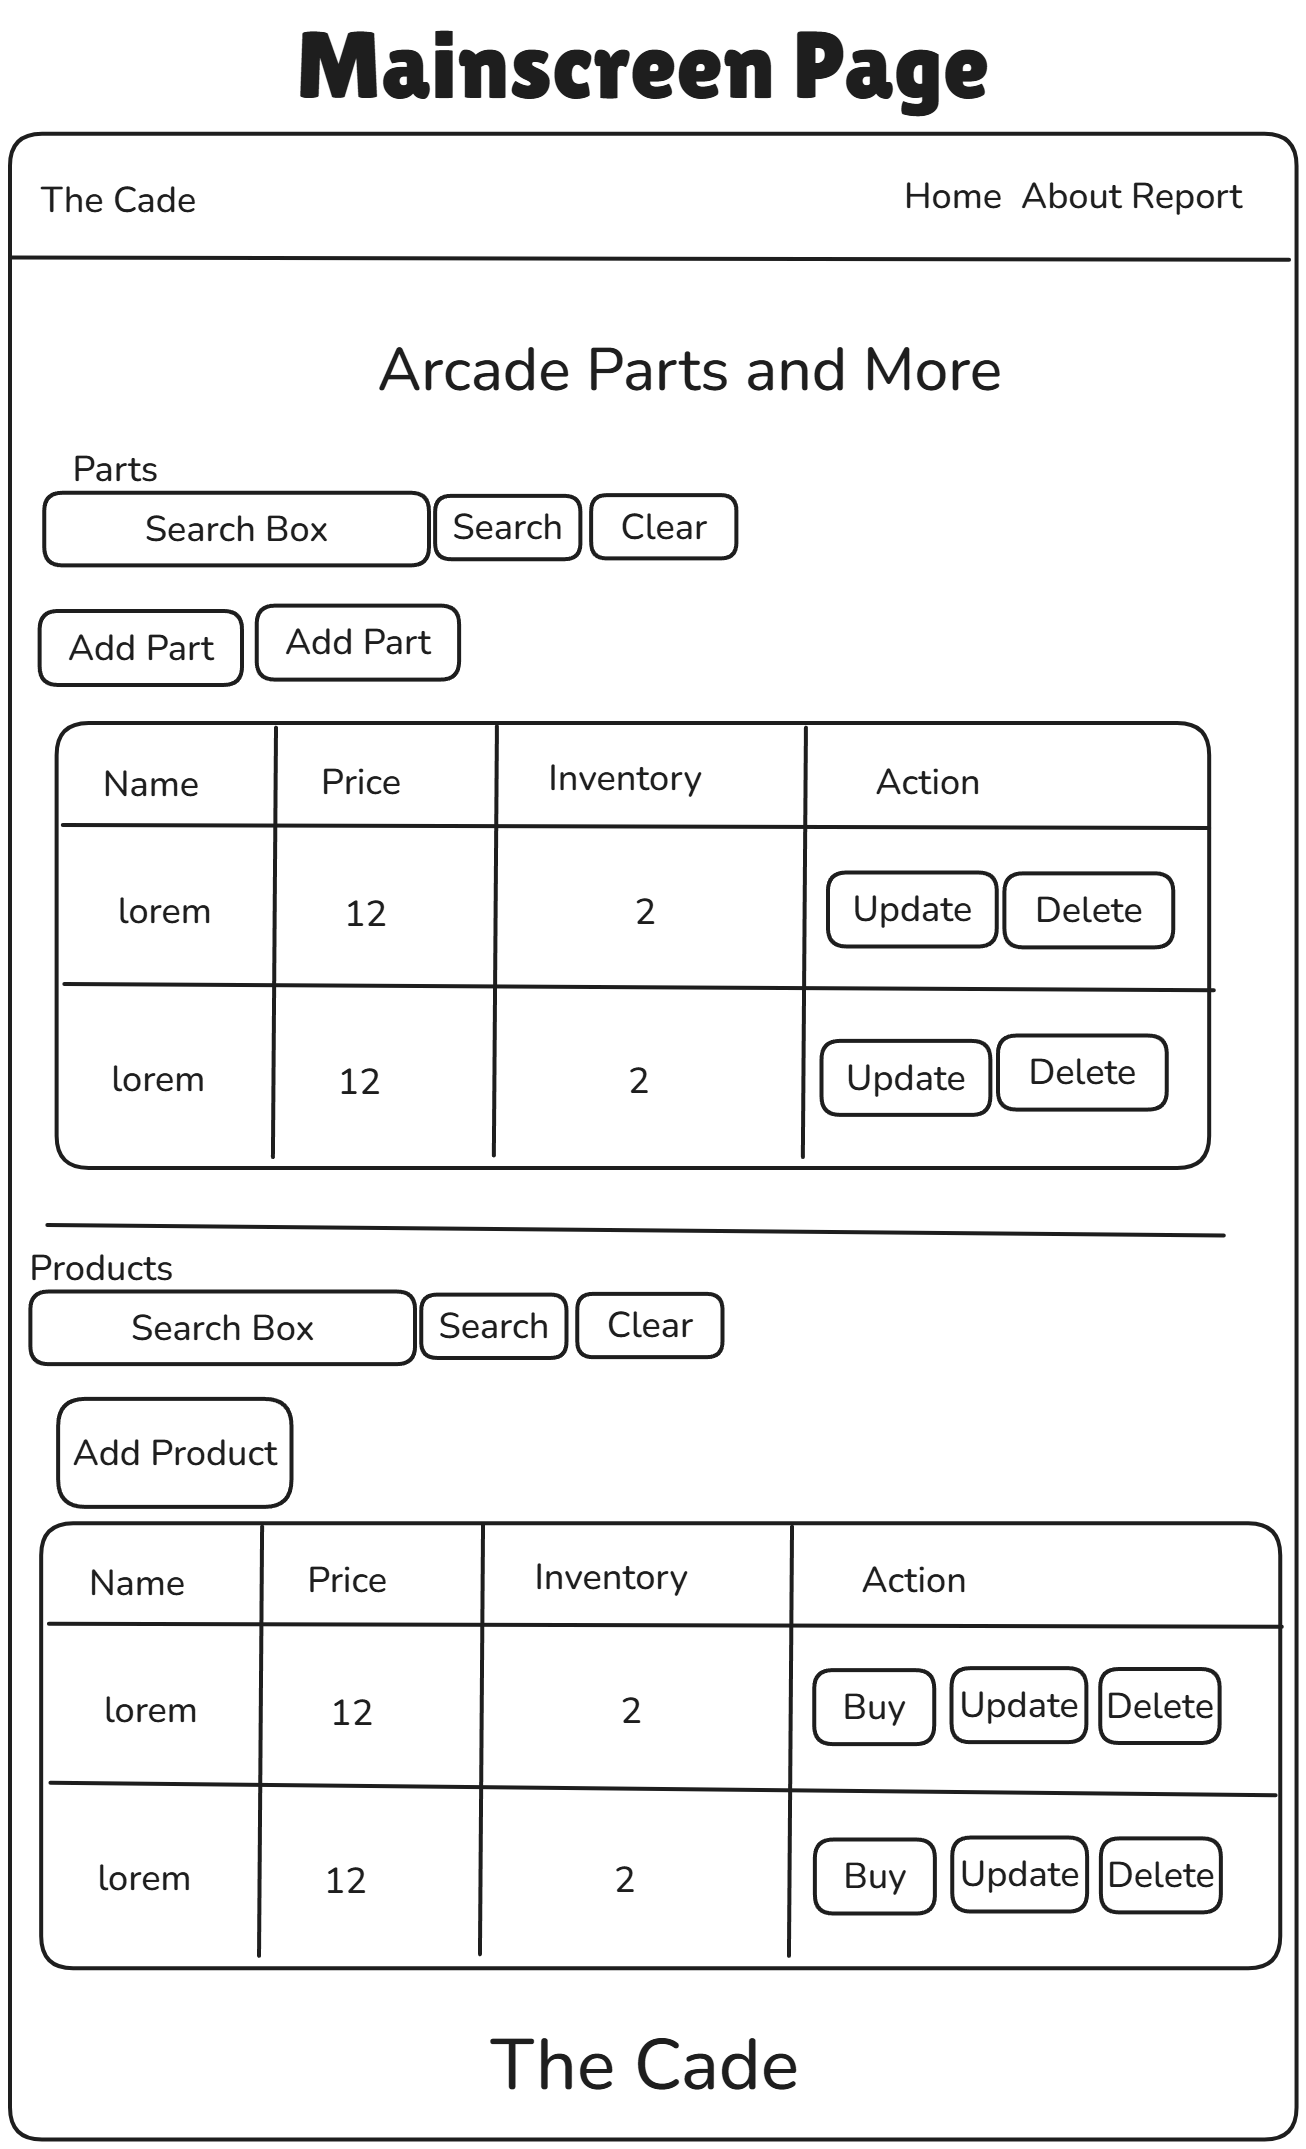 Mainscreen Page
The Cade
Home About Report
Arcade Parts and More
Parts
Search Box Search Clear
Add Part Add Part
Name Price Inventory Action
lorem 12 2 Update Delete
lorem 12 2 Update Delete
Products
Search Box Search Clear
Add Product
Name Price Inventory Action
lorem 12 2 Buy Update Delete
lorem 12 2 Buy Update Delete
The Cade